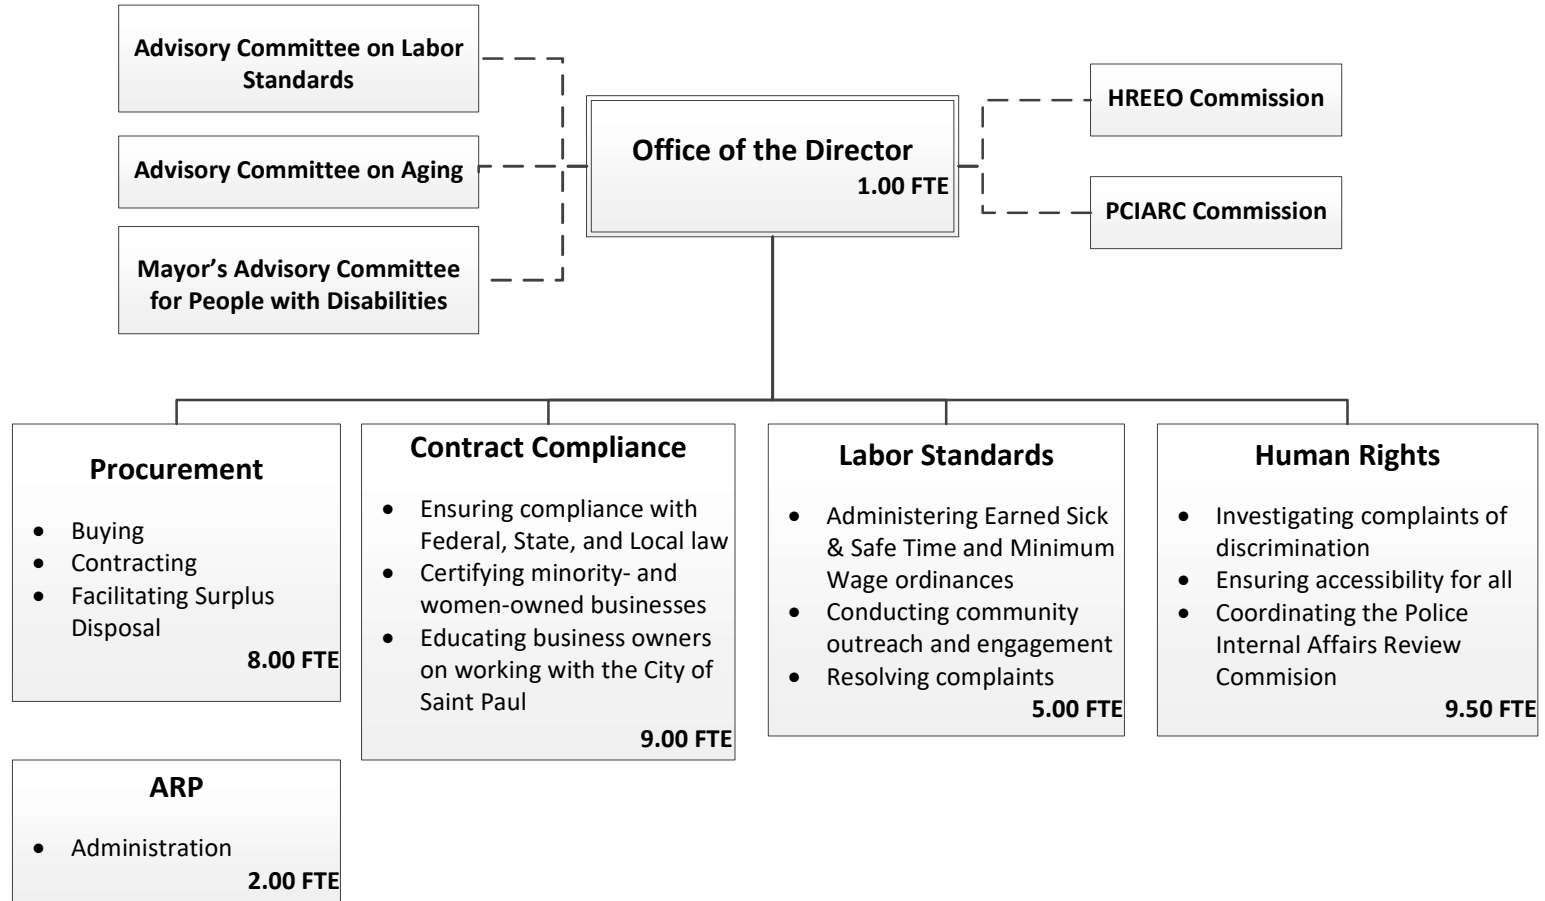 Advisory Committee on Labor
Standards
Advisory Committee on Aging
Mayor’s Advisory Committee
for People with Disabilities
Office of the Director
1.00 FTE
HREEO Commission
PCIARC Commission
Procurement
• Buying
• Contracting
• Facilitating Surplus
Disposal
8.00 FTE
Contract Compliance
• Ensuring compliance with
Federal, State, and Local law
• Certifying minority- and
women-owned businesses
• Educating business owners
on working with the City of
Saint Paul
9.00 FTE
Labor Standards
• Administering Earned Sick
& Safe Time and Minimum
Wage ordinances
• Conducting community
outreach and engagement
• Resolving complaints
5.00 FTE
Human Rights
• Investigating complaints of
discrimination
• Ensuring accessibility for all
• Coordinating the Police
Internal Affairs Review
Commision
9.50 FTE
ARP
• Administration
2.00 FTE